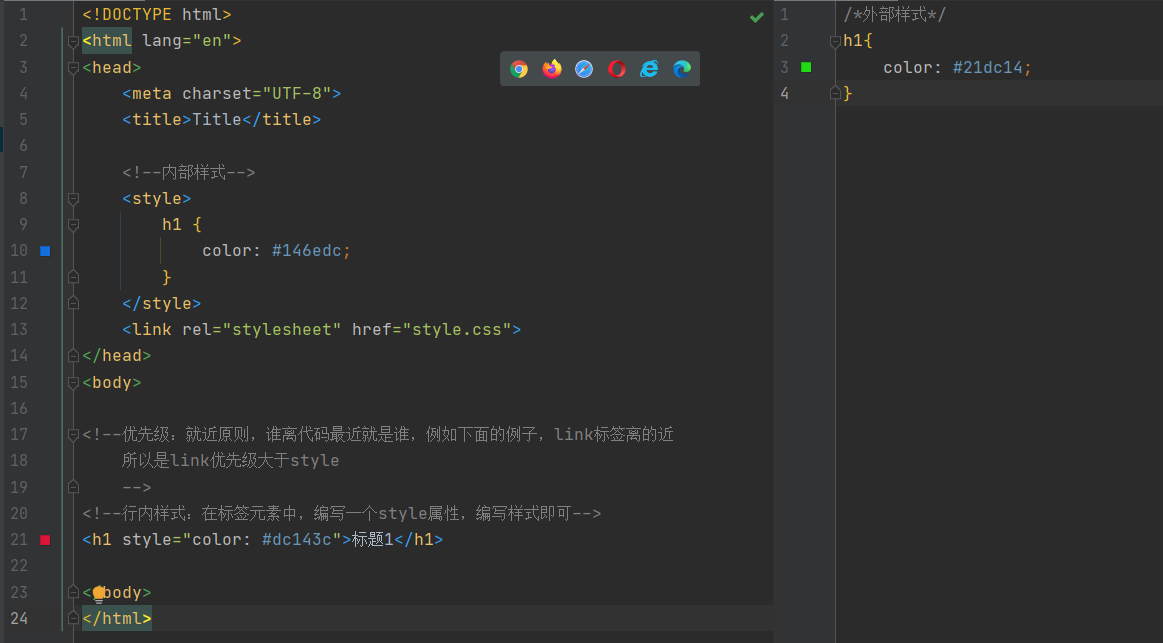 1 <!DOCTYPE html>
2 <html lang="en">
3 <head>
4 <meta charset="UTF-8">
5 <title>Title</title>
6
7 <!--内部样式-->
8 <style>
9 h1 {
10 color: #146edc;
11 }
12 </style>
13 <link rel="stylesheet" href="style.css">
14 </head>
15 <body>
16
17 <!--优先级：就近原则，谁离代码最近就是谁，例如下面的例子，link标签离的近
18 所以是link优先级大于style
19 -->
20 <!--行内样式：在标签元素中，编写一个style属性，编写样式即可-->
21 <h1 style="color: #dc143c">标题1</h1>
22
23 </body>
24 </html>
1 /*外部样式*/
2 h1{
3 color: #21dc14;
4 }